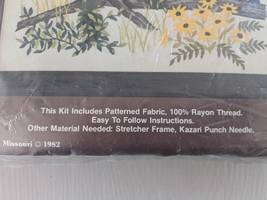 This Kit Includes Patterned Fabric, 100% Rayon Thread.
Easy To Follow Instructions.
Other Material Needed: Stretcher Frame, Kazari Punch Needle.
Missouri © 1982